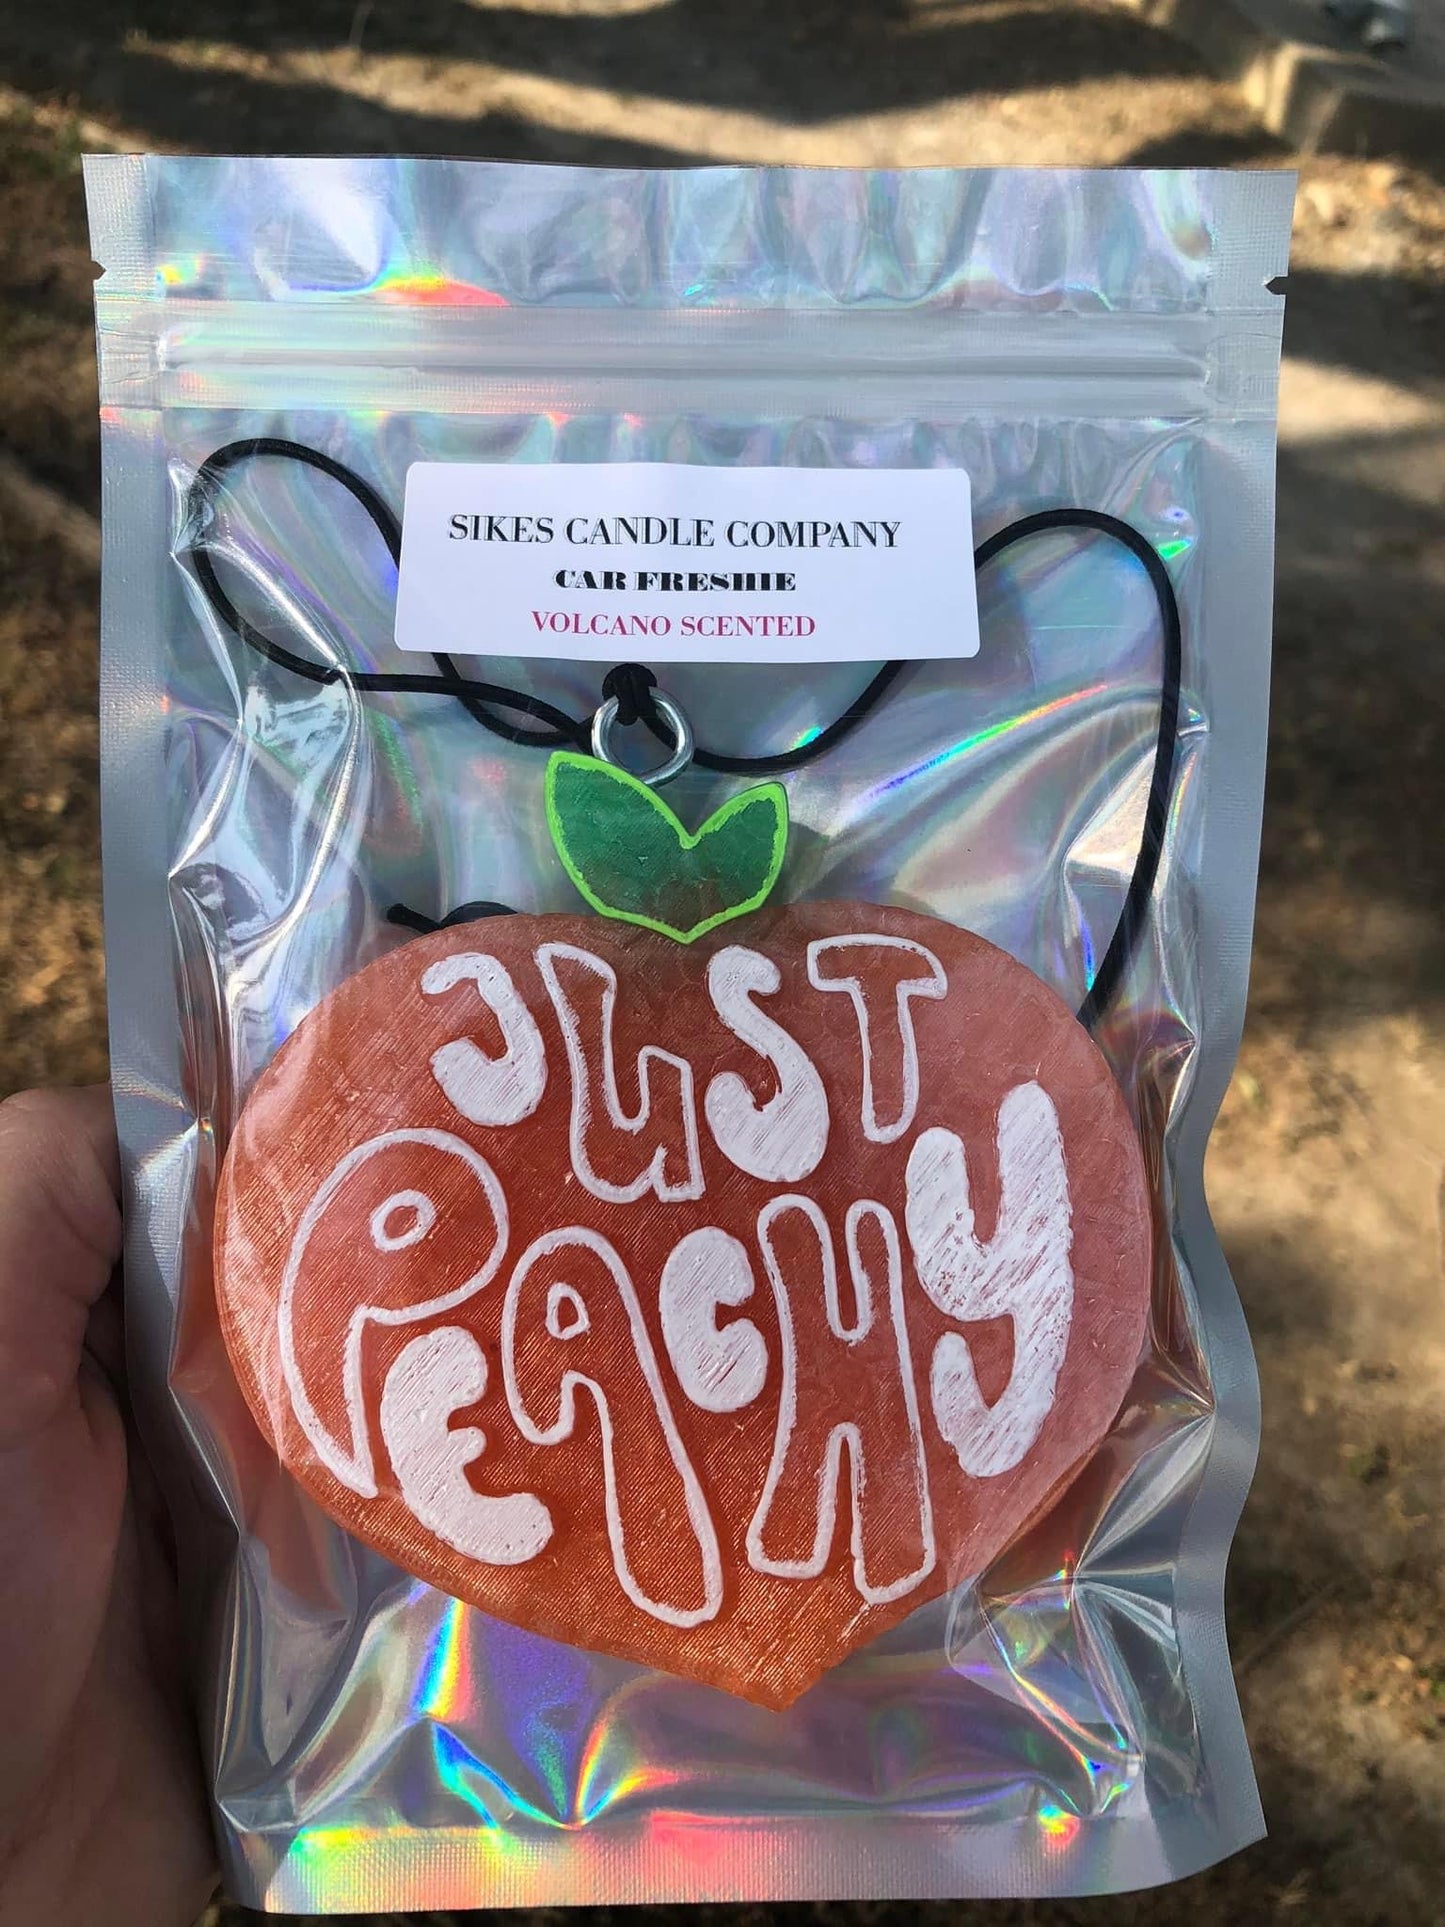 SIKES CANDLE COMPANY
CAR FRESHIE
VOLCANO SCENTED
JUST
PEACHY